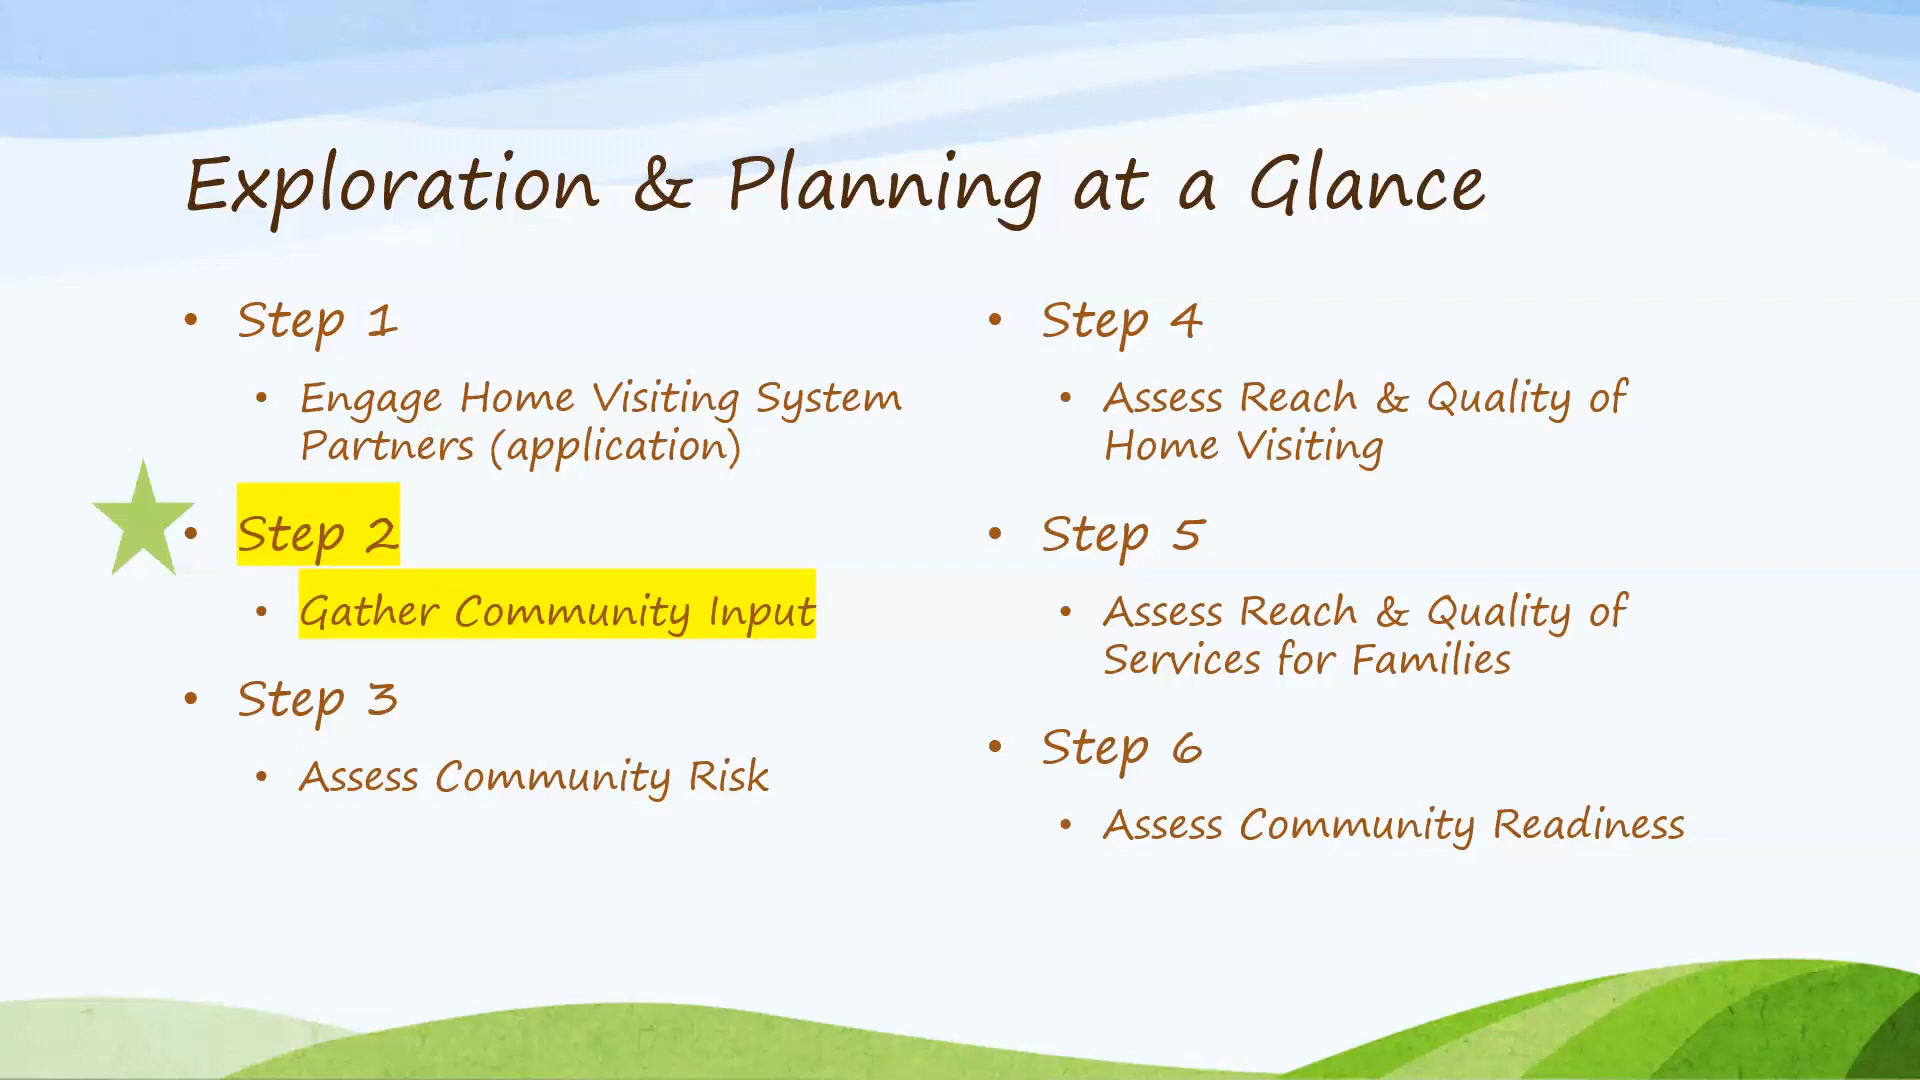 Exploration & Planning at a Glance
• Step 1
• Engage Home Visiting System
Partners (application)
• Step 2
• Gather Community Input
• Step 3
• Assess Community Risk
• Step 4
• Assess Reach & Quality of
Home Visiting
• Step 5
• Assess Reach & Quality of
Services for Families
• Step 6
• Assess Community Readiness